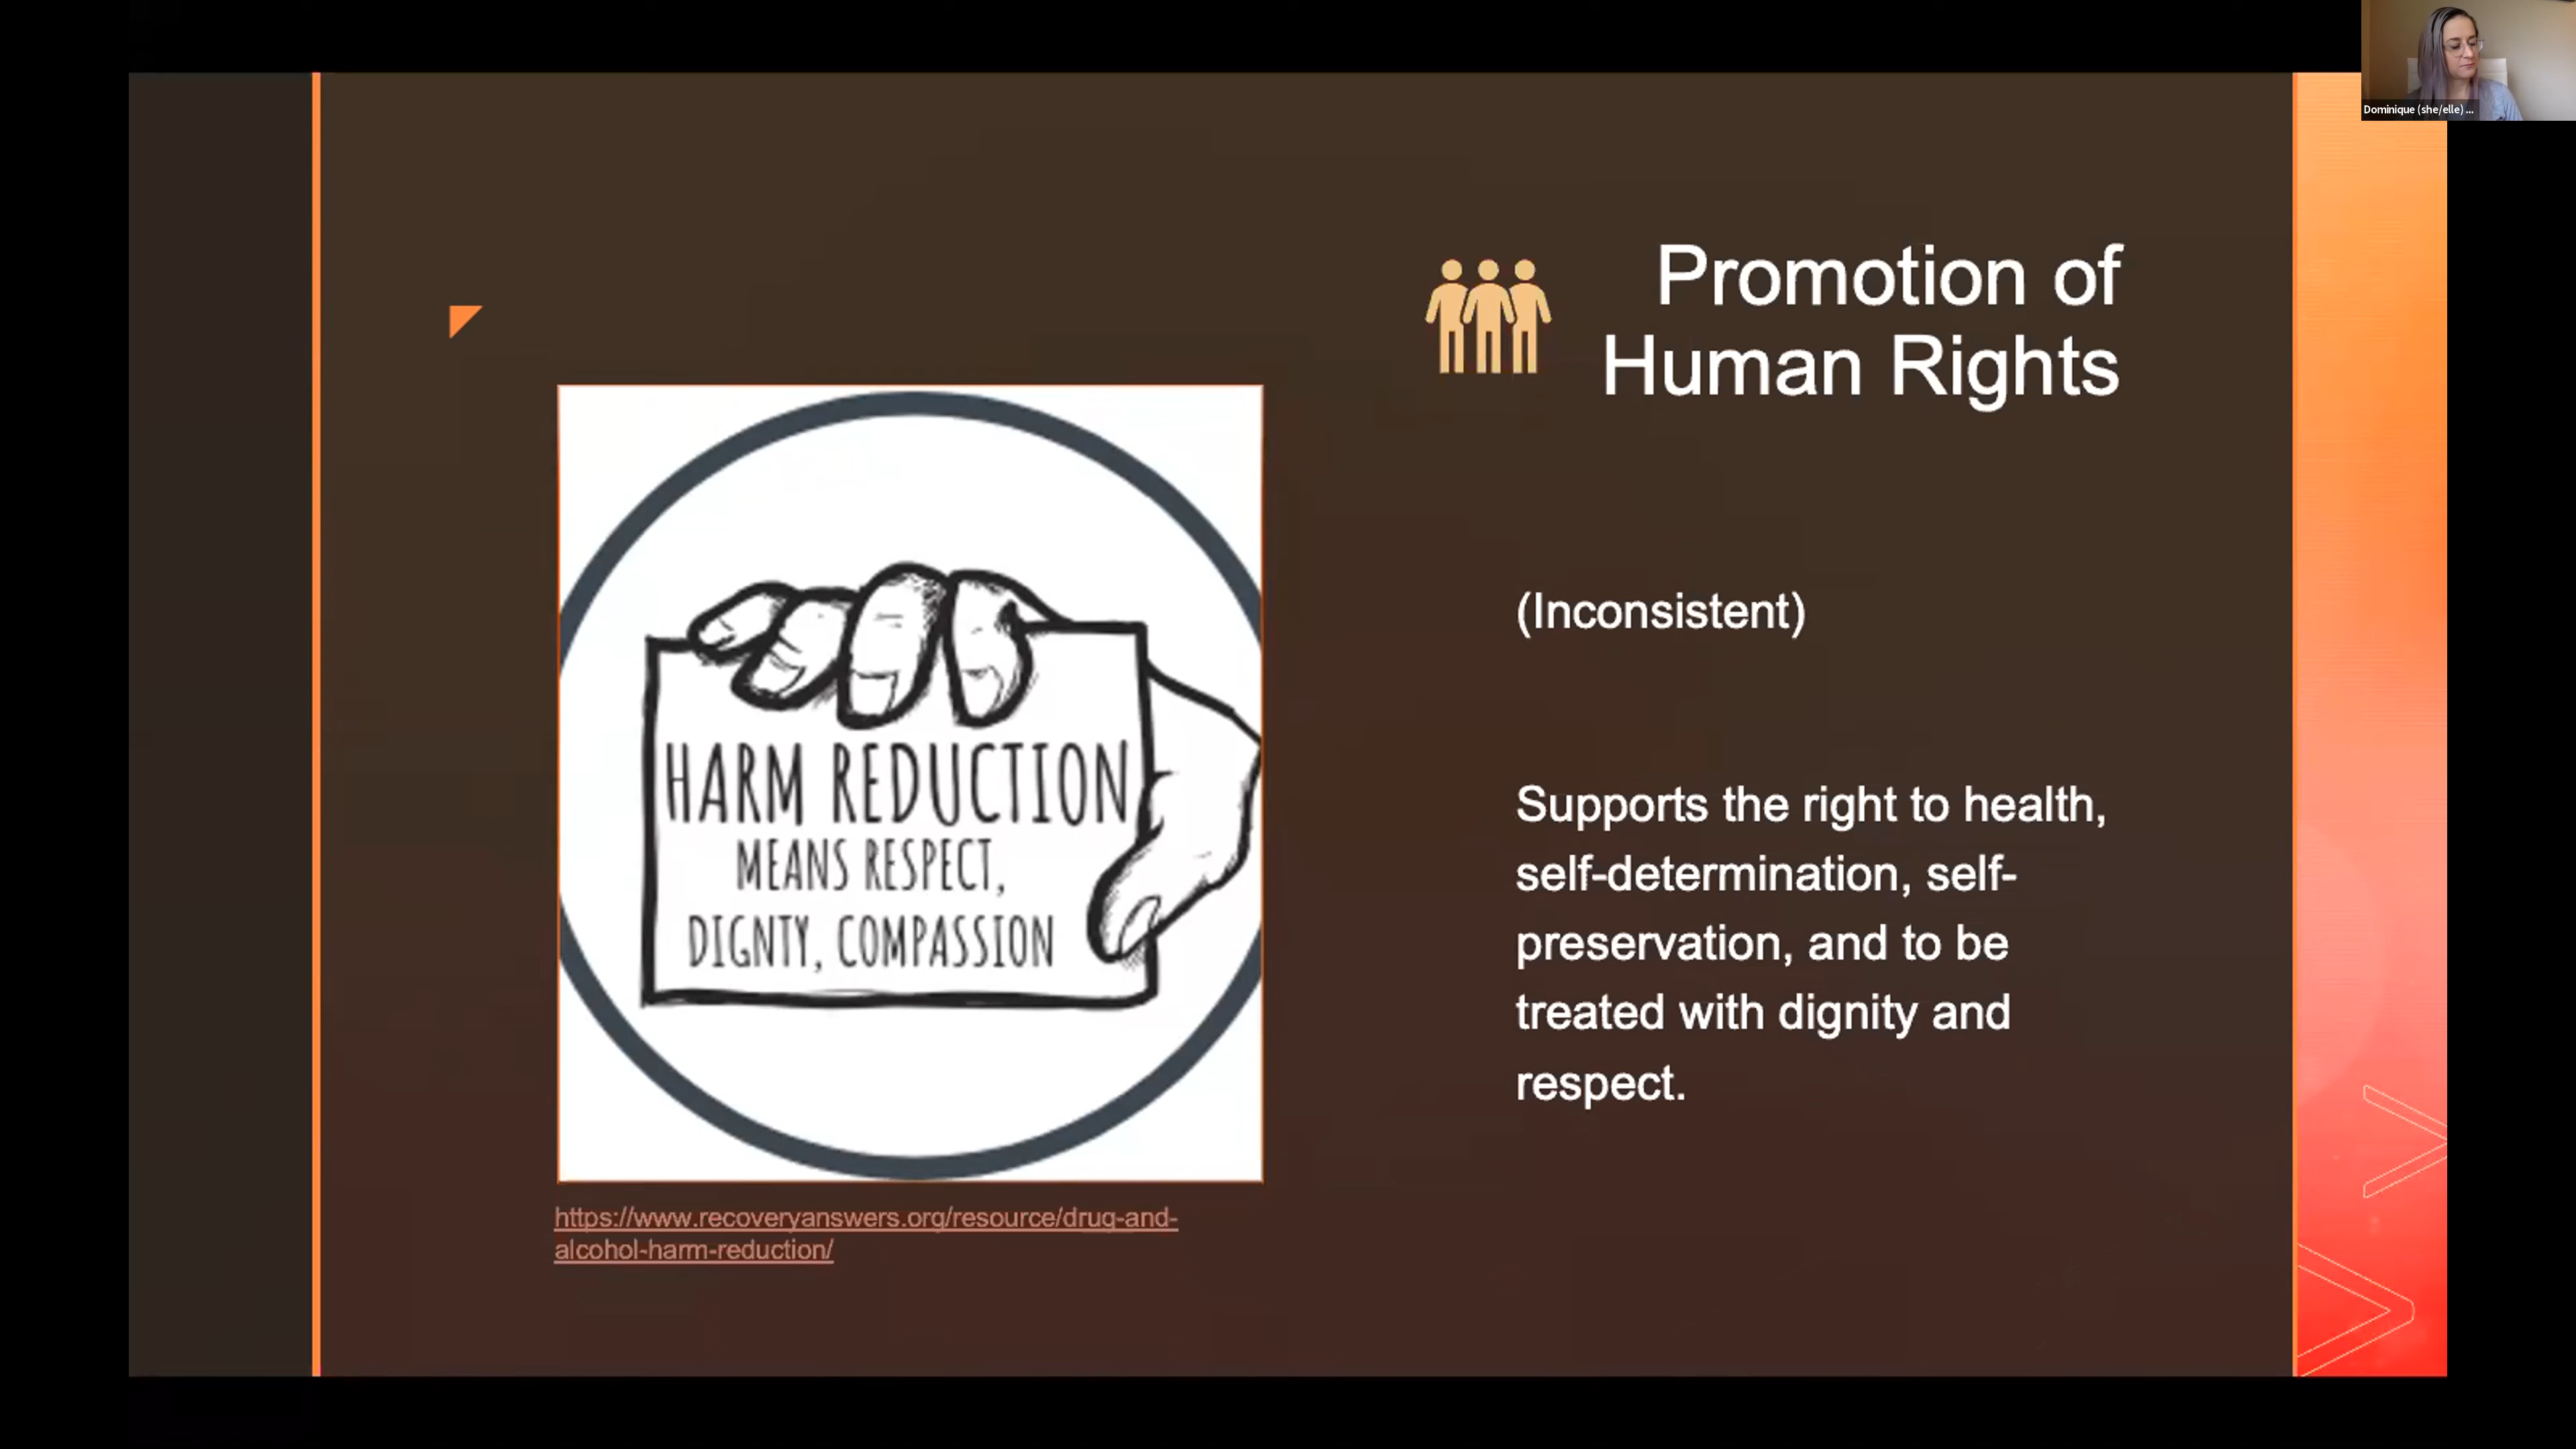 Dominique (she/elle) ...
Promotion of
Human Rights
(Inconsistent)
Supports the right to health,
self-determination, self-
preservation, and to be
treated with dignity and
respect.
HARM REDUCTION
MEANS RESPECT,
DIGNTY, COMPASSION
https://www.recoveryanswers.org/resource/drug-and-
alcohol-harm-reduction/